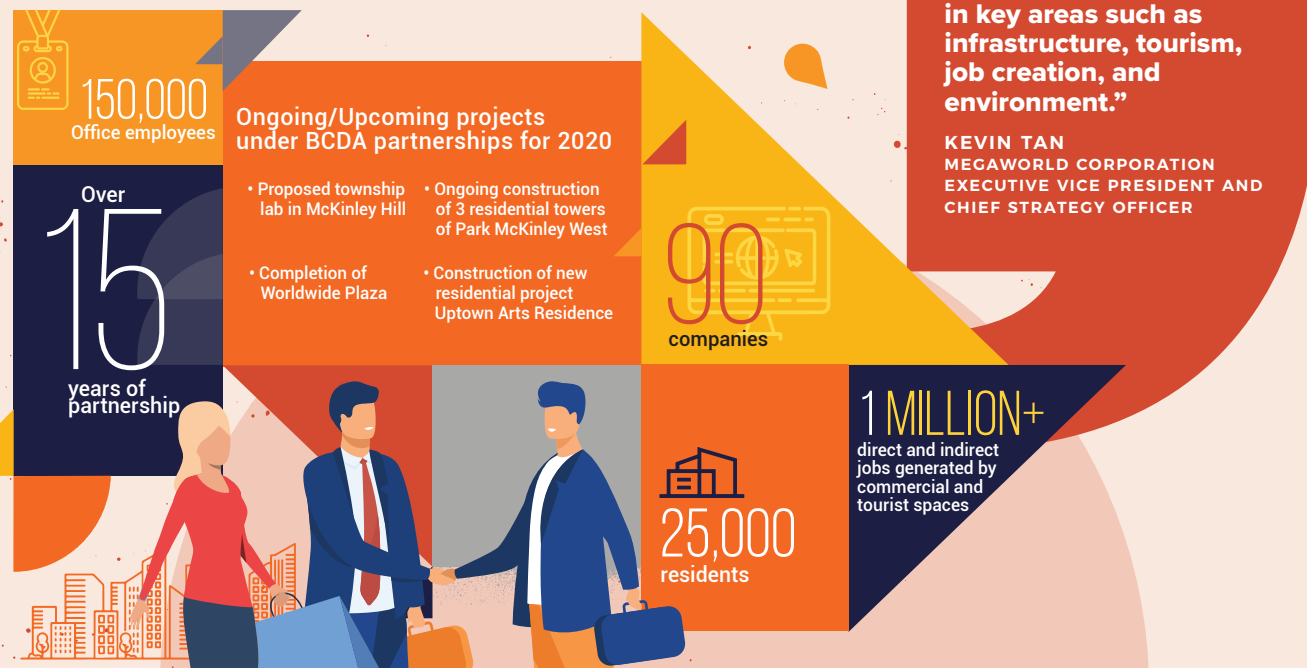 150,000
Office employees
Over
15
years of
partnership
Ongoing/Upcoming projects
under BCDA partnerships for 2020
• Proposed township
lab in McKinley Hill
• Completion of
Worldwide Plaza
• Ongoing construction
of 3 residential towers
of Park McKinley West
• Construction of new
residential project
Uptown Arts Residence
90
companies
25,000
residents
1 MILLION+
direct and indirect
jobs generated by
commercial and
tourist spaces
in key areas such as
infrastructure, tourism,
job creation, and
environment.”
KEVIN TAN
MEGAWORLD CORPORATION
EXECUTIVE VICE PRESIDENT AND
CHIEF STRATEGY OFFICER